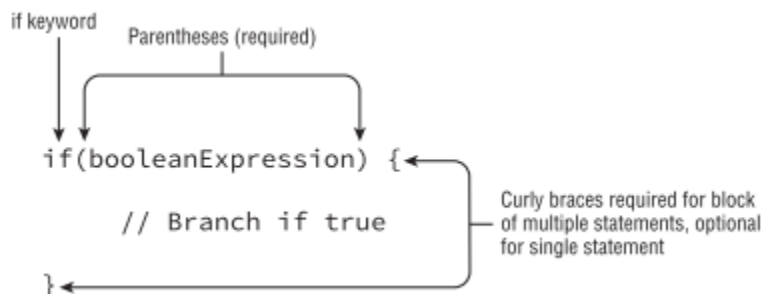 if keyword
Parentheses (required)
if(booleanExpression) {
// Branch if true
Curly braces required for block
of multiple statements, optional
for single statement
}